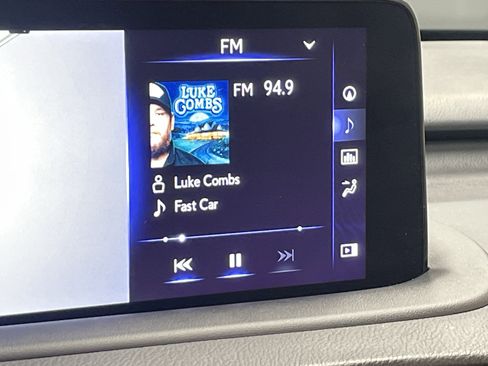 FM
LUKE
COMBS
FM 94.9
Luke Combs
Fast Car